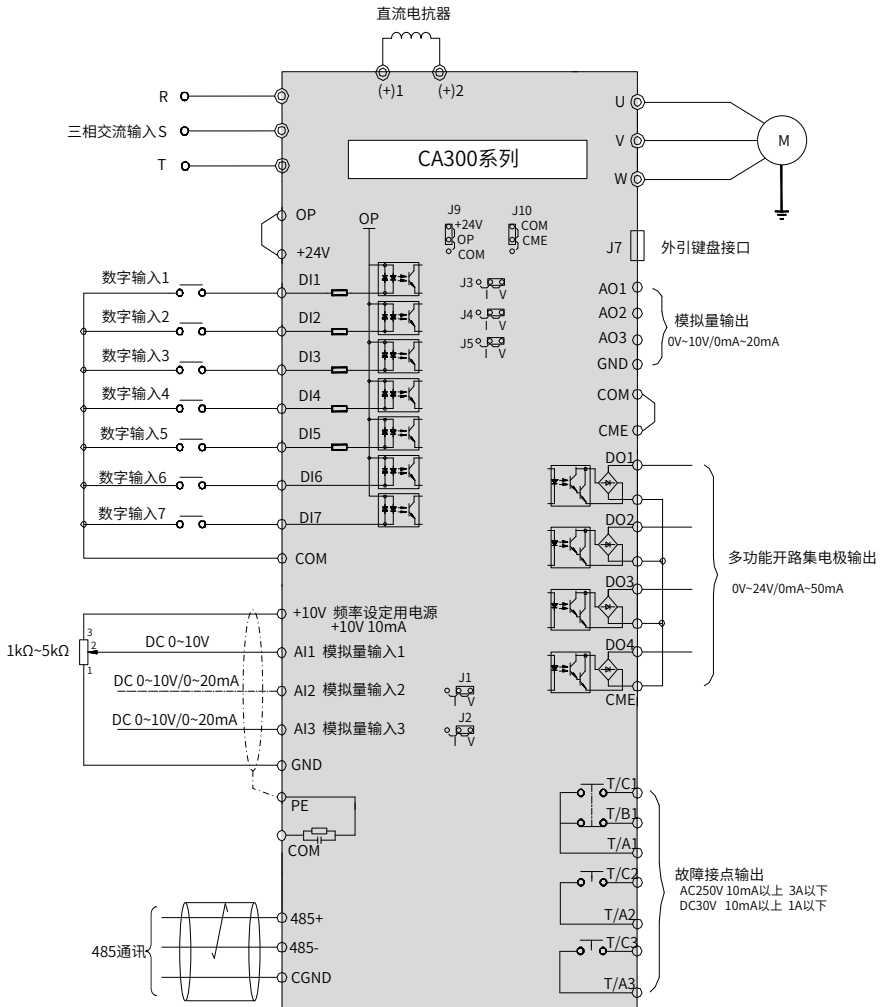 直流电抗器
(+)1
(+)2
R
三相交流输入S
T
CA300系列
U
V
W
M
OP
+24V
OP
J9
+24V
OP
COM
J10
COM
CME
J7
外引键盘接口
数字输入1
DI1
数字输入2
DI2
数字输入3
DI3
数字输入4
DI4
数字输入5
DI5
数字输入6
DI6
数字输入7
DI7
COM
J3
I V
J4
I V
J5
I V
AO1
AO2
AO3
GND
模拟量输出
0V~10V/0mA~20mA
COM
CME
DO1
DO2
DO3
DO4
CME
多功能开路集电极输出
0V~24V/0mA~50mA
+10V 频率设定用电源
+10V 10mA
1kΩ~5kΩ
3
2
1
DC 0~10V
AI1 模拟量输入1
DC 0~10V/0~20mA
AI2 模拟量输入2
DC 0~10V/0~20mA
AI3 模拟量输入3
GND
J1
I V
J2
I V
PE
COM
T/C1
T/B1
T/A1
T/C2
T/A2
T/C3
T/A3
故障接点输出
AC250V 10mA以上 3A以下
DC30V 10mA以上 1A以下
485通讯
485+
485-
CGND